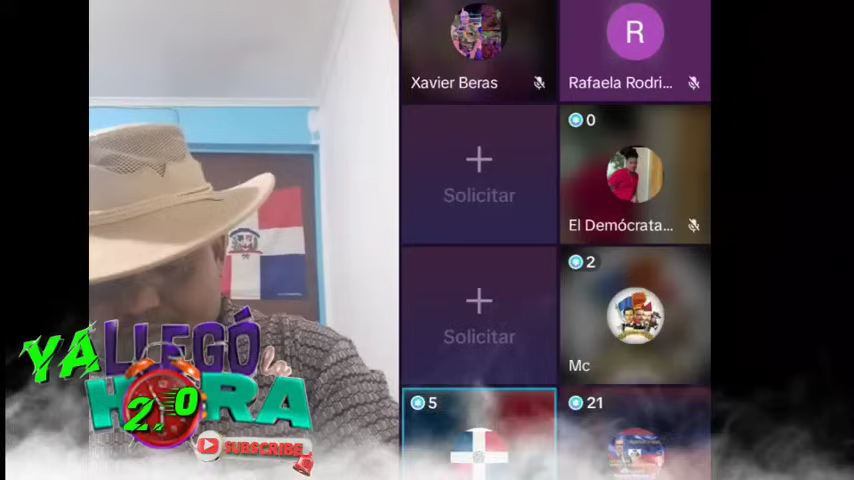 Xavier Beras
Rafaela Rodri...
R
Solicitar
0
El Demócrata...
Solicitar
2
Mc
5
21
YA LLEGÓ
HORA
2.0
SUBSCRIBE